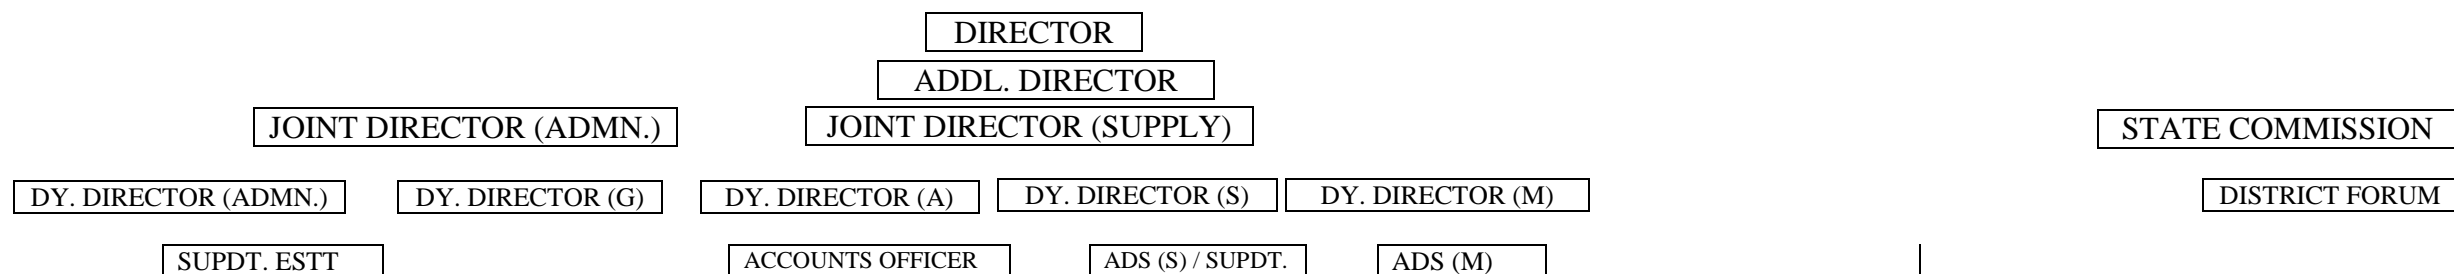 DIRECTOR
ADDL. DIRECTOR
JOINT DIRECTOR (ADMN.) JOINT DIRECTOR (SUPPLY) STATE COMMISSION
DY. DIRECTOR (ADMN.) DY. DIRECTOR (G) DY. DIRECTOR (A) DY. DIRECTOR (S) DY. DIRECTOR (M) DISTRICT FORUM
SUPDT. ESTT ACCOUNTS OFFICER ADS (S) / SUPDT. ADS (M)